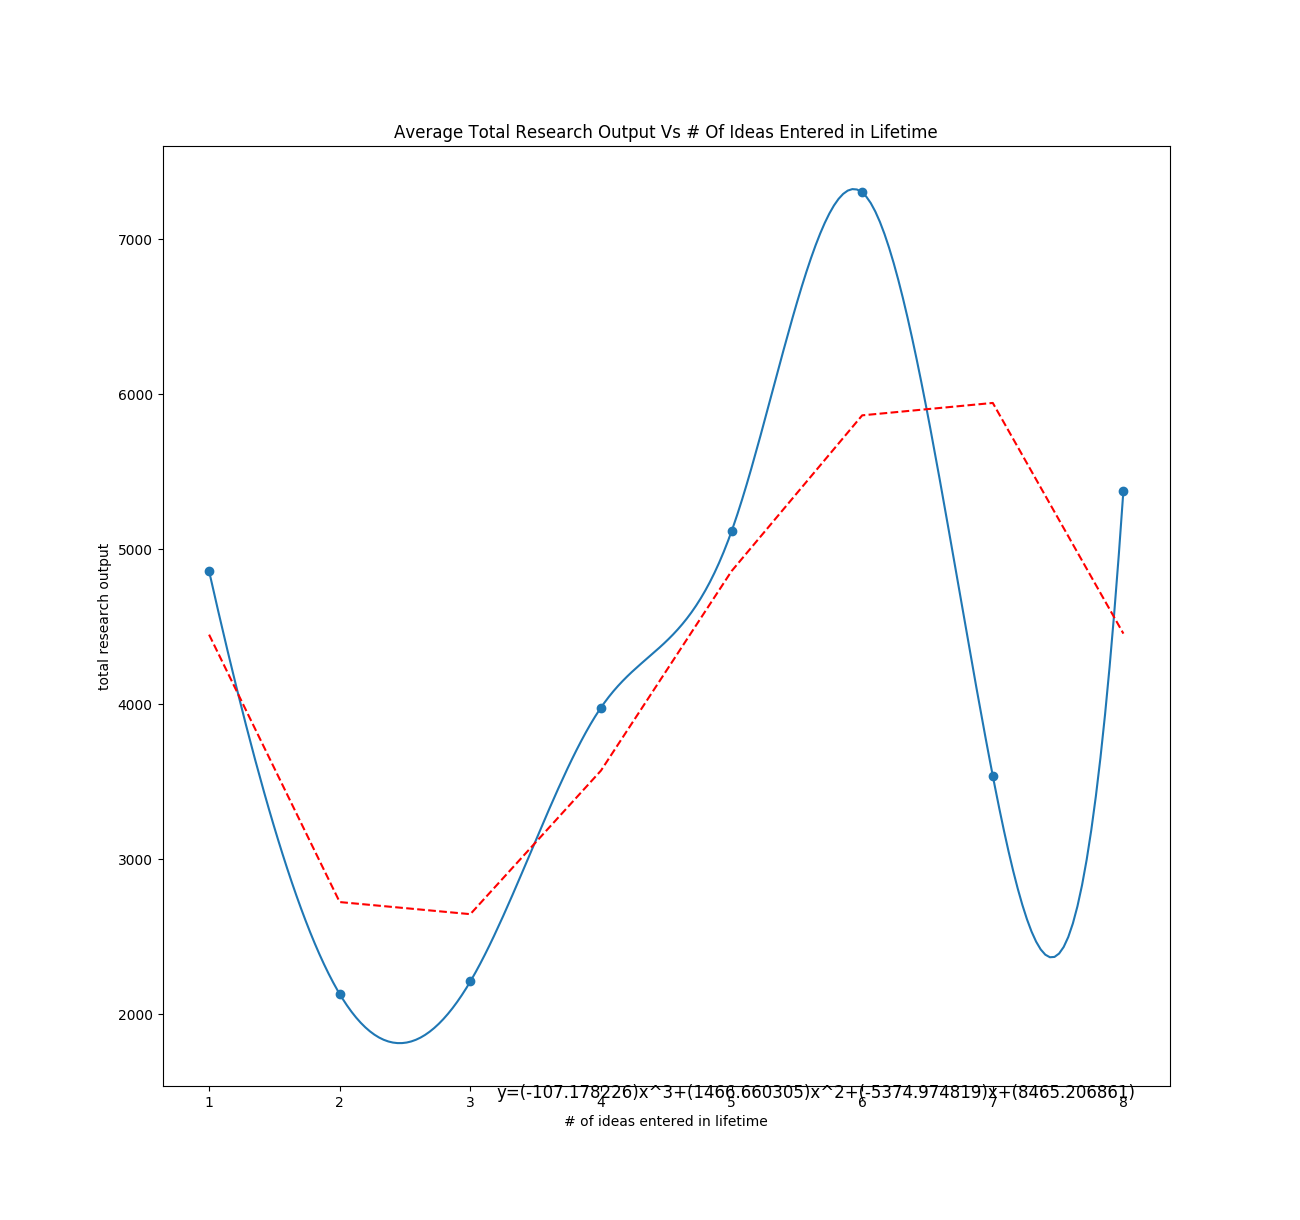 Average Total Research Output Vs # Of Ideas Entered in Lifetime
7000
6000
5000
4000
3000
2000
total research output
y=(-107.178226)x^3+(1466.660305)x^2+(-5374.974819)x+(8465.206861)
1 2 3 4 5 6 7 8
# of ideas entered in lifetime